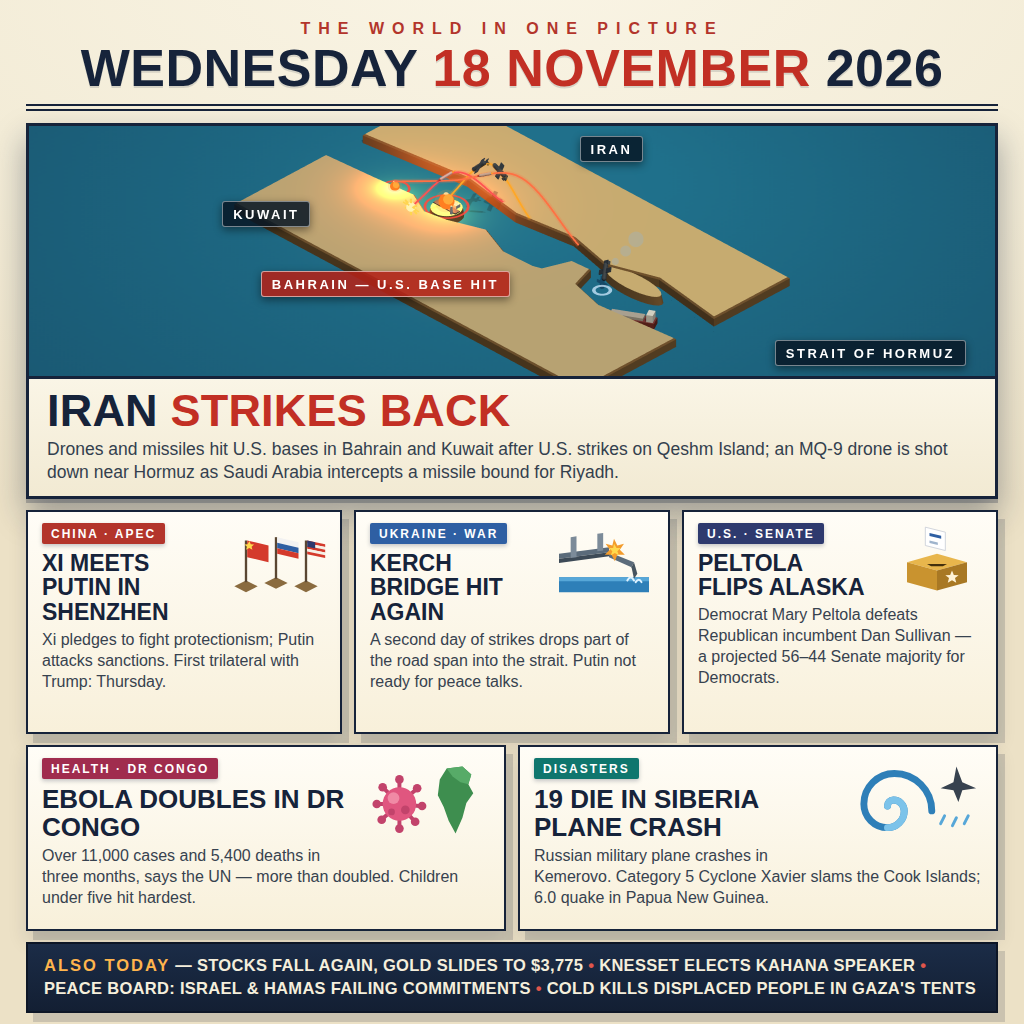 THE WORLD IN ONE PICTURE
WEDNESDAY 18 NOVEMBER 2026
IRAN
KUWAIT
BAHRAIN — U.S. BASE HIT
STRAIT OF HORMUZ
IRAN STRIKES BACK
Drones and missiles hit U.S. bases in Bahrain and Kuwait after U.S. strikes on Qeshm Island; an MQ-9 drone is shot
down near Hormuz as Saudi Arabia intercepts a missile bound for Riyadh.
CHINA · APEC
XI MEETS
PUTIN IN
SHENZHEN
Xi pledges to fight protectionism; Putin
attacks sanctions. First trilateral with
Trump: Thursday.
UKRAINE · WAR
KERCH
BRIDGE HIT
AGAIN
A second day of strikes drops part of
the road span into the strait. Putin not
ready for peace talks.
U.S. · SENATE
PELTOLA
FLIPS ALASKA
Democrat Mary Peltola defeats
Republican incumbent Dan Sullivan —
a projected 56–44 Senate majority for
Democrats.
HEALTH · DR CONGO
EBOLA DOUBLES IN DR
CONGO
Over 11,000 cases and 5,400 deaths in
three months, says the UN — more than doubled. Children
under five hit hardest.
DISASTERS
19 DIE IN SIBERIA
PLANE CRASH
Russian military plane crashes in
Kemerovo. Category 5 Cyclone Xavier slams the Cook Islands;
6.0 quake in Papua New Guinea.
ALSO TODAY — STOCKS FALL AGAIN, GOLD SLIDES TO $3,775 • KNESSET ELECTS KAHANA SPEAKER •
PEACE BOARD: ISRAEL & HAMAS FAILING COMMITMENTS • COLD KILLS DISPLACED PEOPLE IN GAZA'S TENTS